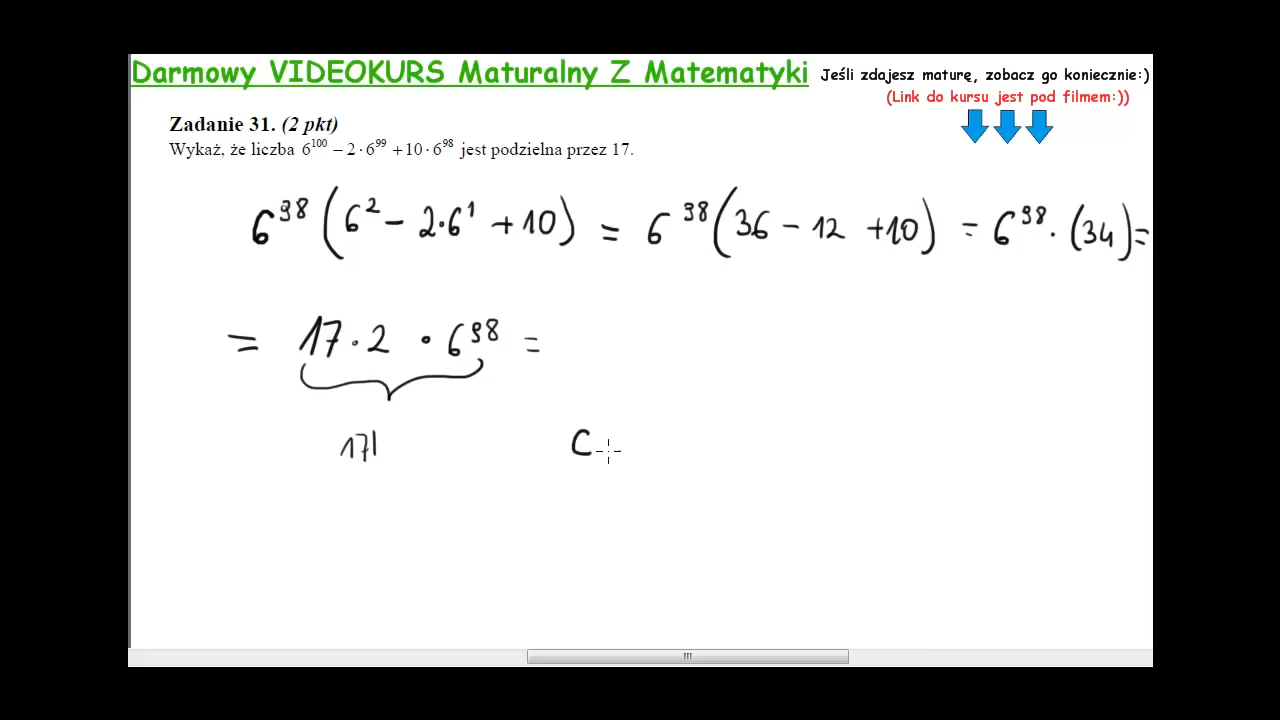 Darmowy VIDEOKURS Maturalny Z Matematyki Jeśli zdajesz maturę, zobacz go koniecznie:)
(Link do kursu jest pod filmem:))
Zadanie 31. (2 pkt)
Wykaż, że liczba 6^100 − 2·6^99 + 10·6^98 jest podzielna przez 17.
6^98 (6^2 − 2·6^1 + 10) = 6^98 (36 − 12 + 10) = 6^98 · (34) =
= 17·2 · 6^98 =
17| C